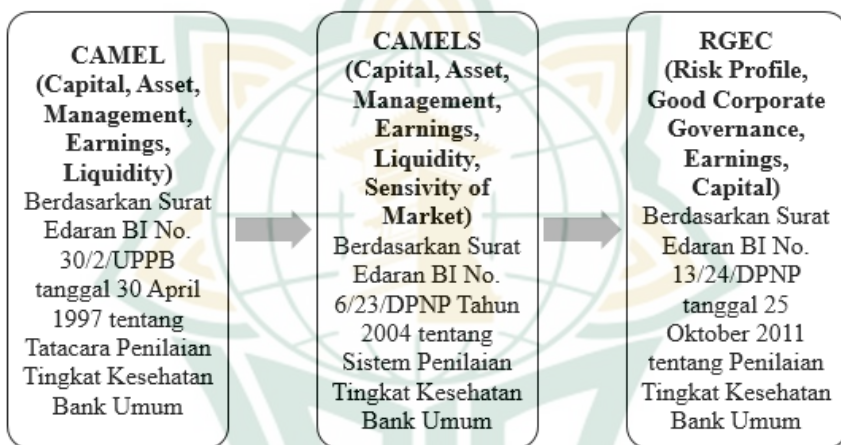 CAMEL
(Capital, Asset,
Management,
Earnings,
Liquidity)
Berdasarkan Surat
Edaran BI No.
30/2/UPPB
tanggal 30 April
1997 tentang
Tatacara Penilaian
Tingkat Kesehatan
Bank Umum
CAMELS
(Capital, Asset,
Management,
Earnings,
Liquidity,
Sensivity of
Market)
Berdasarkan Surat
Edaran BI No.
6/23/DPNP Tahun
2004 tentang
Sistem Penilaian
Tingkat Kesehatan
Bank Umum
RGEC
(Risk Profile,
Good Corporate
Governance,
Earnings,
Capital)
Berdasarkan Surat
Edaran BI No.
13/24/DPNP
tanggal 25
Oktober 2011
tentang Penilaian
Tingkat Kesehatan
Bank Umum